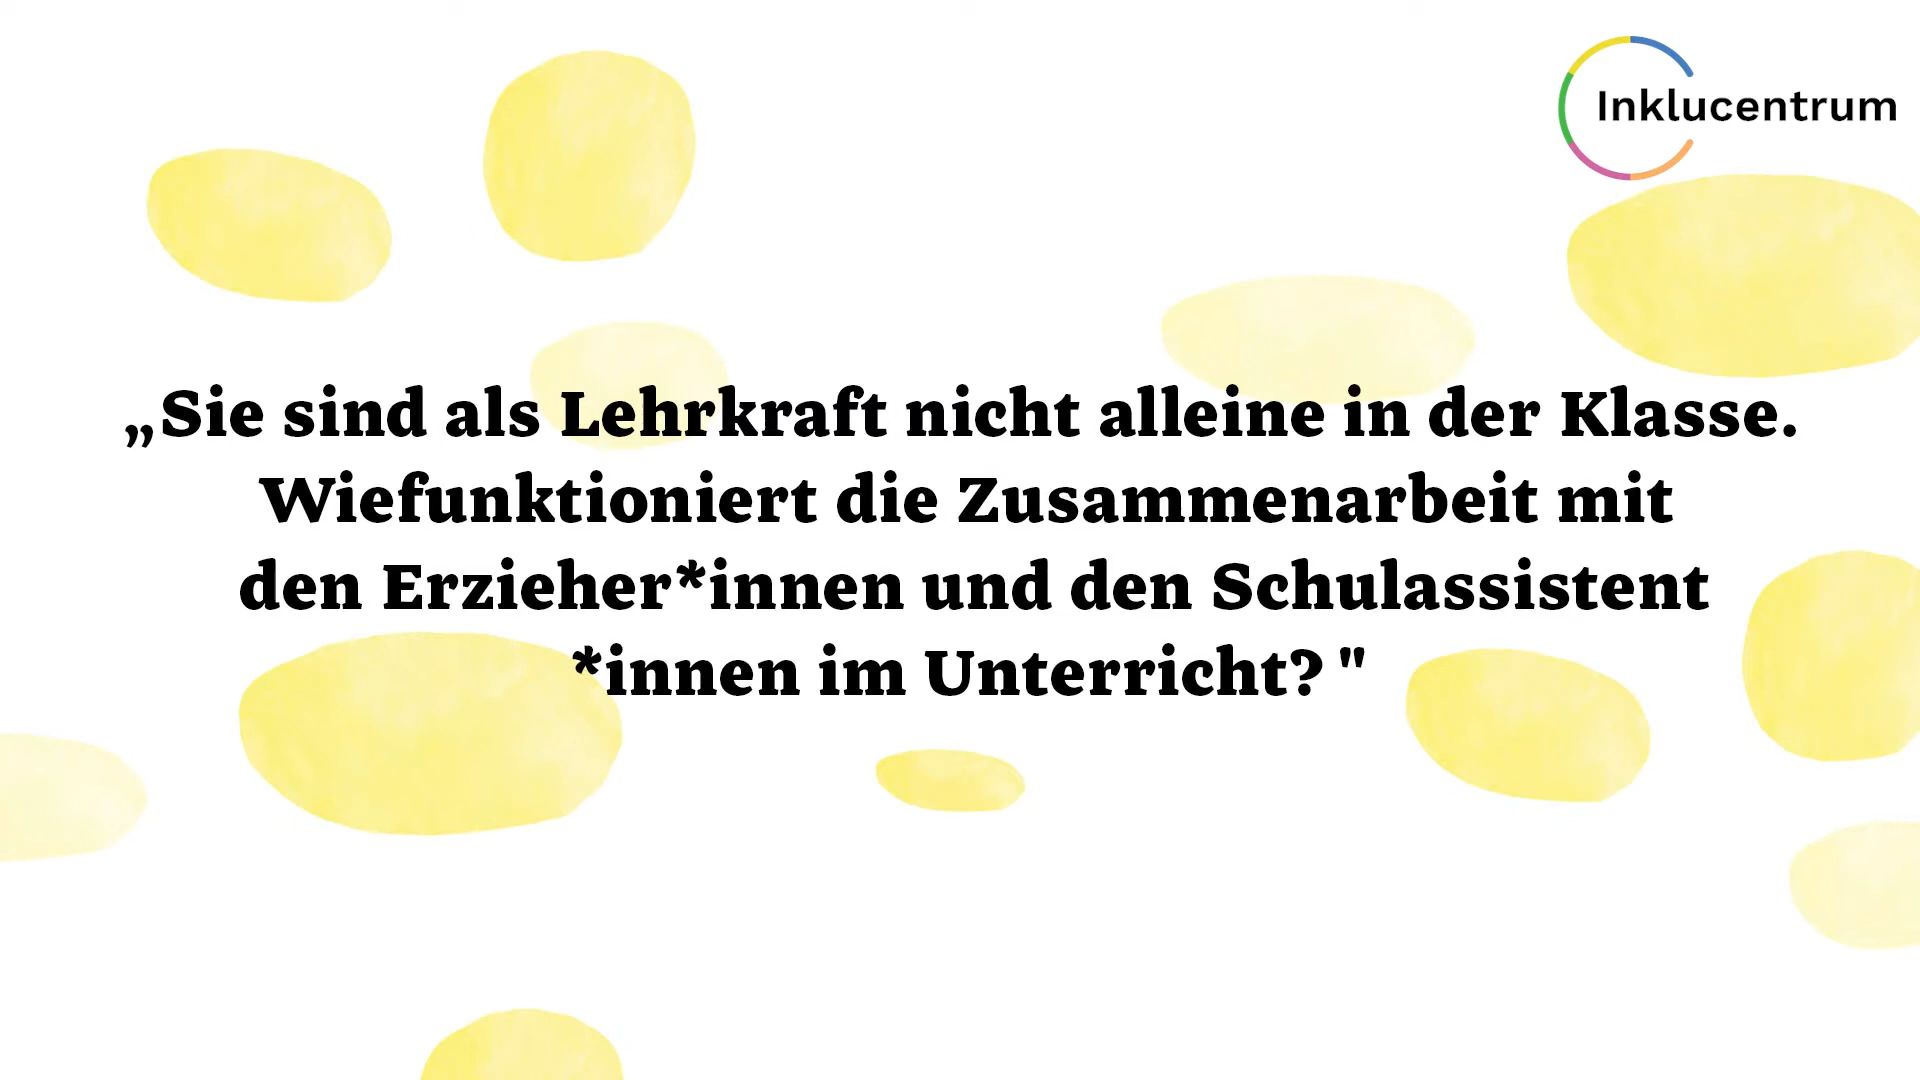 Inklucentrum
„Sie sind als Lehrkraft nicht alleine in der Klasse.
Wiefunktioniert die Zusammenarbeit mit
den Erzieher*innen und den Schulassistent
*innen im Unterricht? "